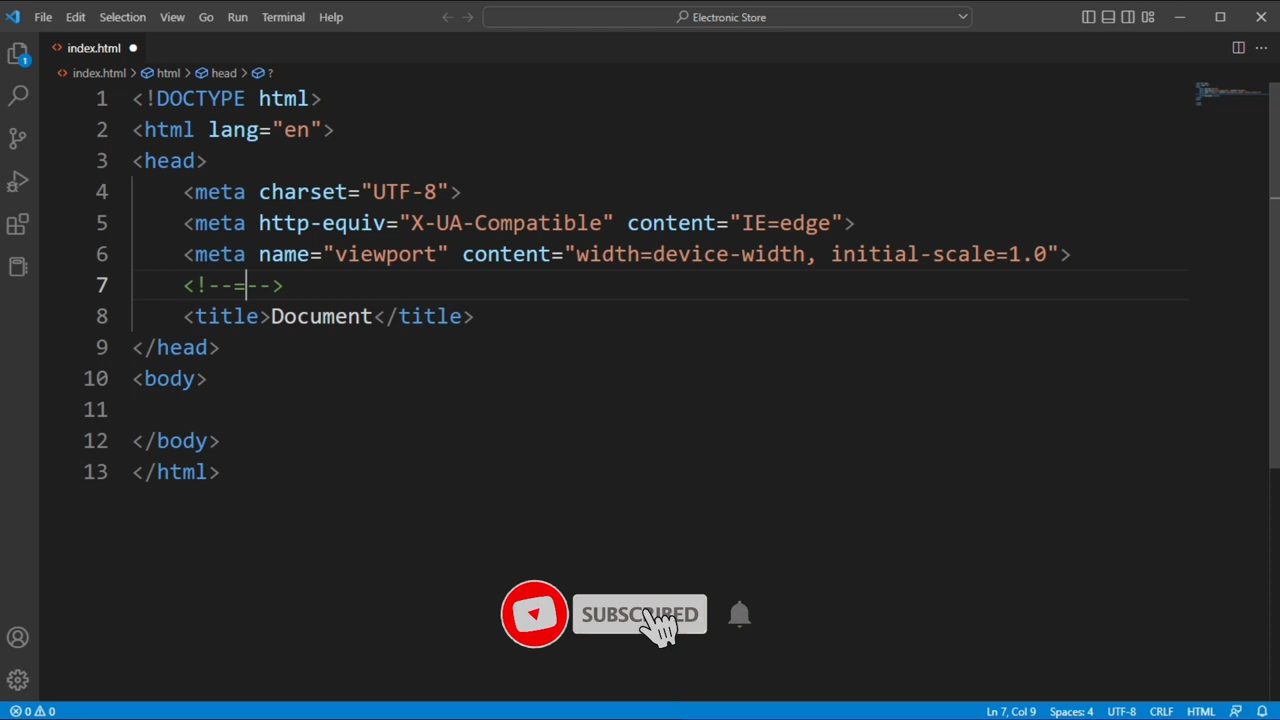 File Edit Selection View Go Run Terminal Help Electronic Store
index.html
index.html > html > head > ?
1 <!DOCTYPE html>
2 <html lang="en">
3 <head>
4 <meta charset="UTF-8">
5 <meta http-equiv="X-UA-Compatible" content="IE=edge">
6 <meta name="viewport" content="width=device-width, initial-scale=1.0">
7 <!--=-->
8 <title>Document</title>
9 </head>
10 <body>
11
12 </body>
13 </html>
SUBSCRIBED
1
0 0 Ln 7, Col 9 Spaces: 4 UTF-8 CRLF HTML